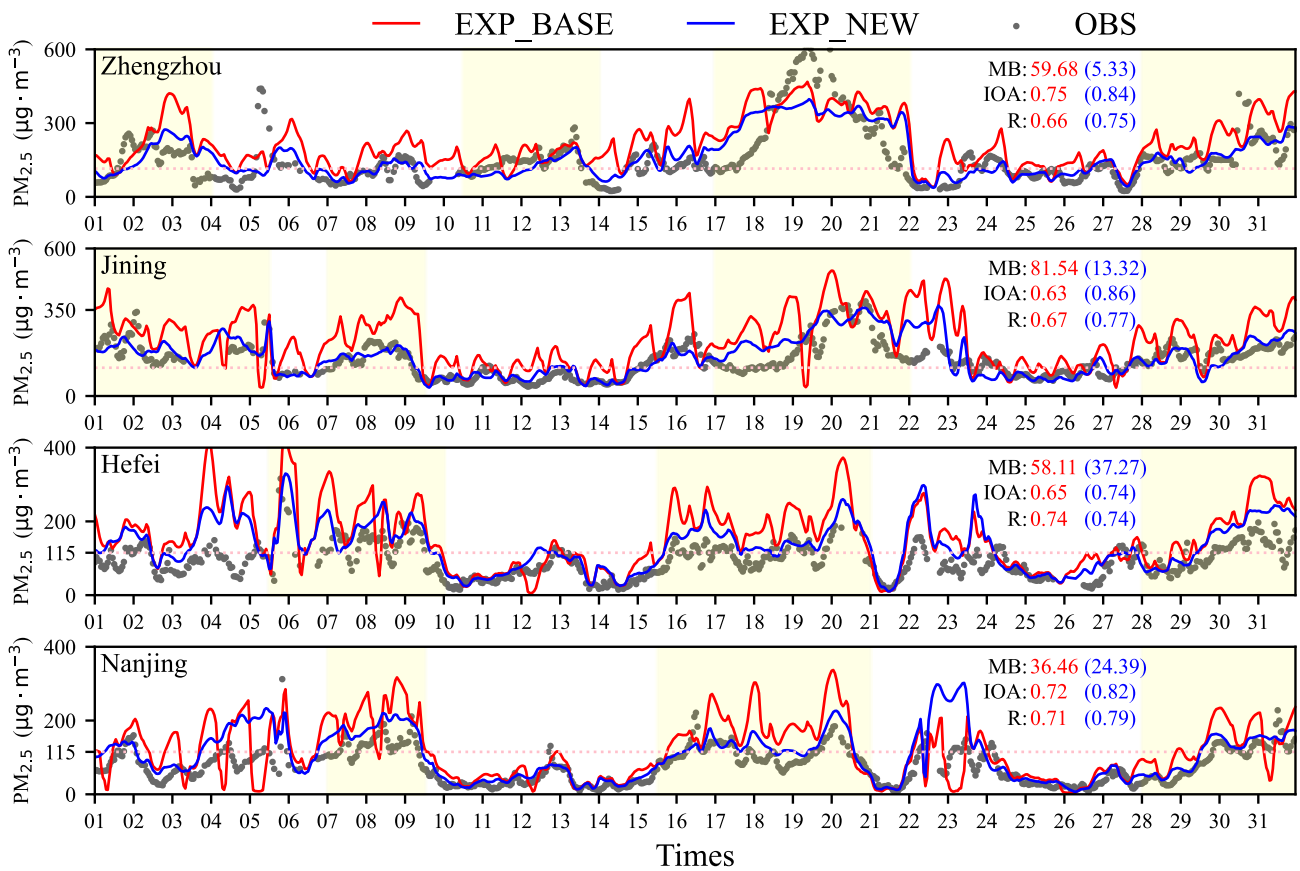 EXP_BASE EXP_NEW OBS
PM2.5 (μg·m−3)
600
300
0
Zhengzhou
MB: 59.68 (5.33)
IOA: 0.75 (0.84)
R: 0.66 (0.75)
01 02 03 04 05 06 07 08 09 10 11 12 13 14 15 16 17 18 19 20 21 22 23 24 25 26 27 28 29 30 31
PM2.5 (μg·m−3)
600
350
0
Jining
MB: 81.54 (13.32)
IOA: 0.63 (0.86)
R: 0.67 (0.77)
01 02 03 04 05 06 07 08 09 10 11 12 13 14 15 16 17 18 19 20 21 22 23 24 25 26 27 28 29 30 31
PM2.5 (μg·m−3)
400
200
115
0
Hefei
MB: 58.11 (37.27)
IOA: 0.65 (0.74)
R: 0.74 (0.74)
01 02 03 04 05 06 07 08 09 10 11 12 13 14 15 16 17 18 19 20 21 22 23 24 25 26 27 28 29 30 31
PM2.5 (μg·m−3)
400
200
115
0
Nanjing
MB: 36.46 (24.39)
IOA: 0.72 (0.82)
R: 0.71 (0.79)
01 02 03 04 05 06 07 08 09 10 11 12 13 14 15 16 17 18 19 20 21 22 23 24 25 26 27 28 29 30 31
Times